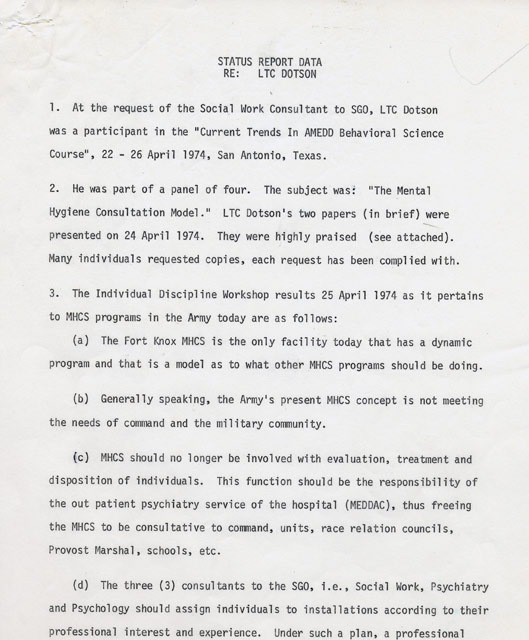 STATUS REPORT DATA
RE: LTC DOTSON
1. At the request of the Social Work Consultant to SGO, LTC Dotson
was a participant in the "Current Trends In AMEDD Behavioral Science
Course", 22 - 26 April 1974, San Antonio, Texas.
2. He was part of a panel of four. The subject was: "The Mental
Hygiene Consultation Model." LTC Dotson's two papers (in brief) were
presented on 24 April 1974. They were highly praised (see attached).
Many individuals requested copies, each request has been complied with.
3. The Individual Discipline Workshop results 25 April 1974 as it pertains
to MHCS programs in the Army today are as follows:
(a) The Fort Knox MHCS is the only facility today that has a dynamic
program and that is a model as to what other MHCS programs should be doing.
(b) Generally speaking, the Army's present MHCS concept is not meeting
the needs of command and the military community.
(c) MHCS should no longer be involved with evaluation, treatment and
disposition of individuals. This function should be the responsibility of
the out patient psychiatry service of the hospital (MEDDAC), thus freeing
the MHCS to be consultative to command, units, race relation councils,
Provost Marshal, schools, etc.
(d) The three (3) consultants to the SGO, i.e., Social Work, Psychiatry
and Psychology should assign individuals to installations according to their
professional interest and experience. Under such a plan, a professional